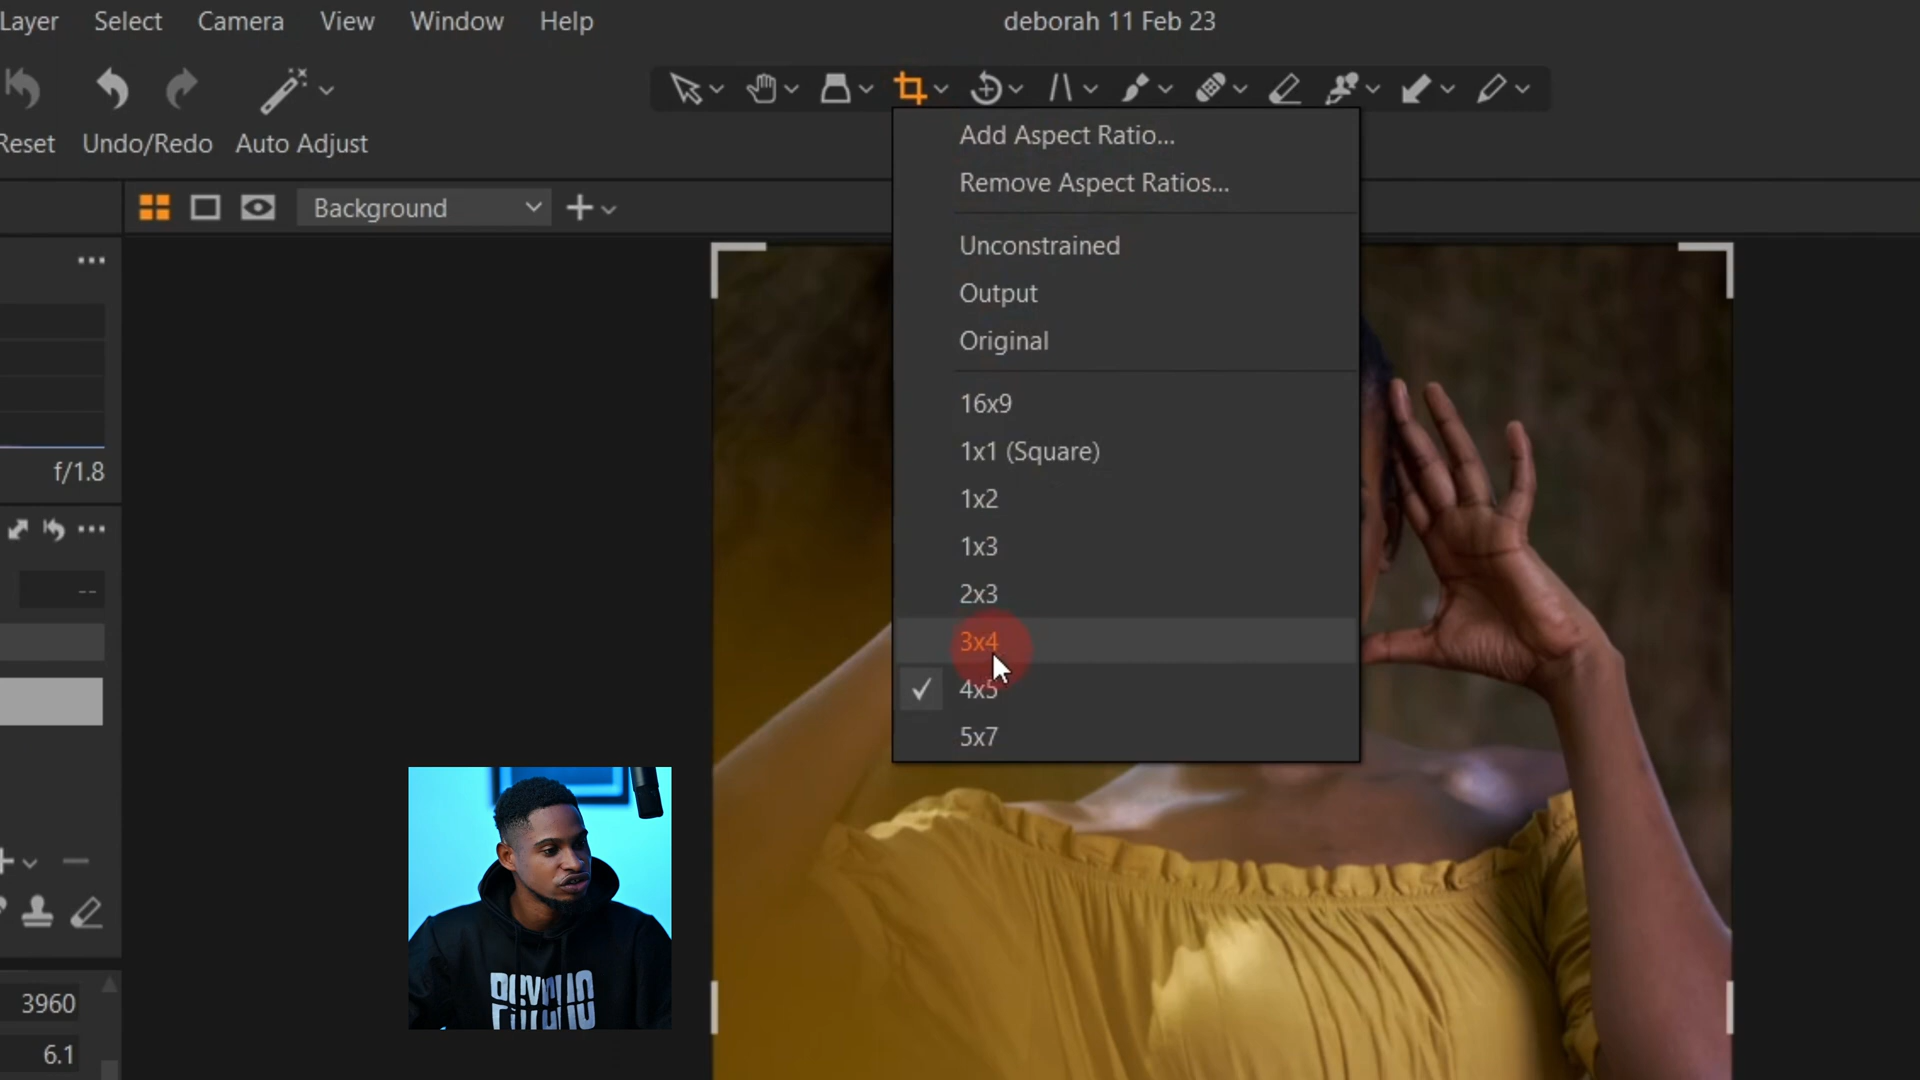 Layer Select Camera View Window Help
deborah 11 Feb 23
Reset Undo/Redo Auto Adjust
Background
Add Aspect Ratio...
Remove Aspect Ratios...
Unconstrained
Output
Original
16x9
1x1 (Square)
1x2
1x3
2x3
3x4
4x5
5x7
f/1.8
--
3960
6.1